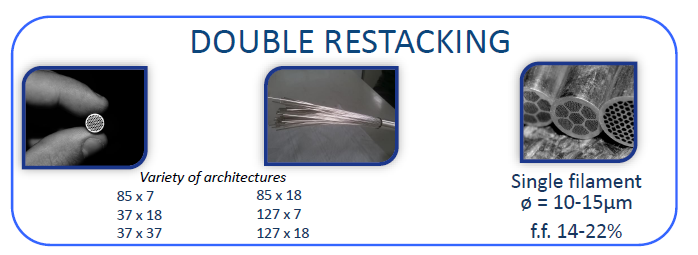 DOUBLE RESTACKING
Variety of architectures
85 x 7
37 x 18
37 x 37
85 x 18
127 x 7
127 x 18
Single filament
ø = 10-15µm
f.f. 14-22%